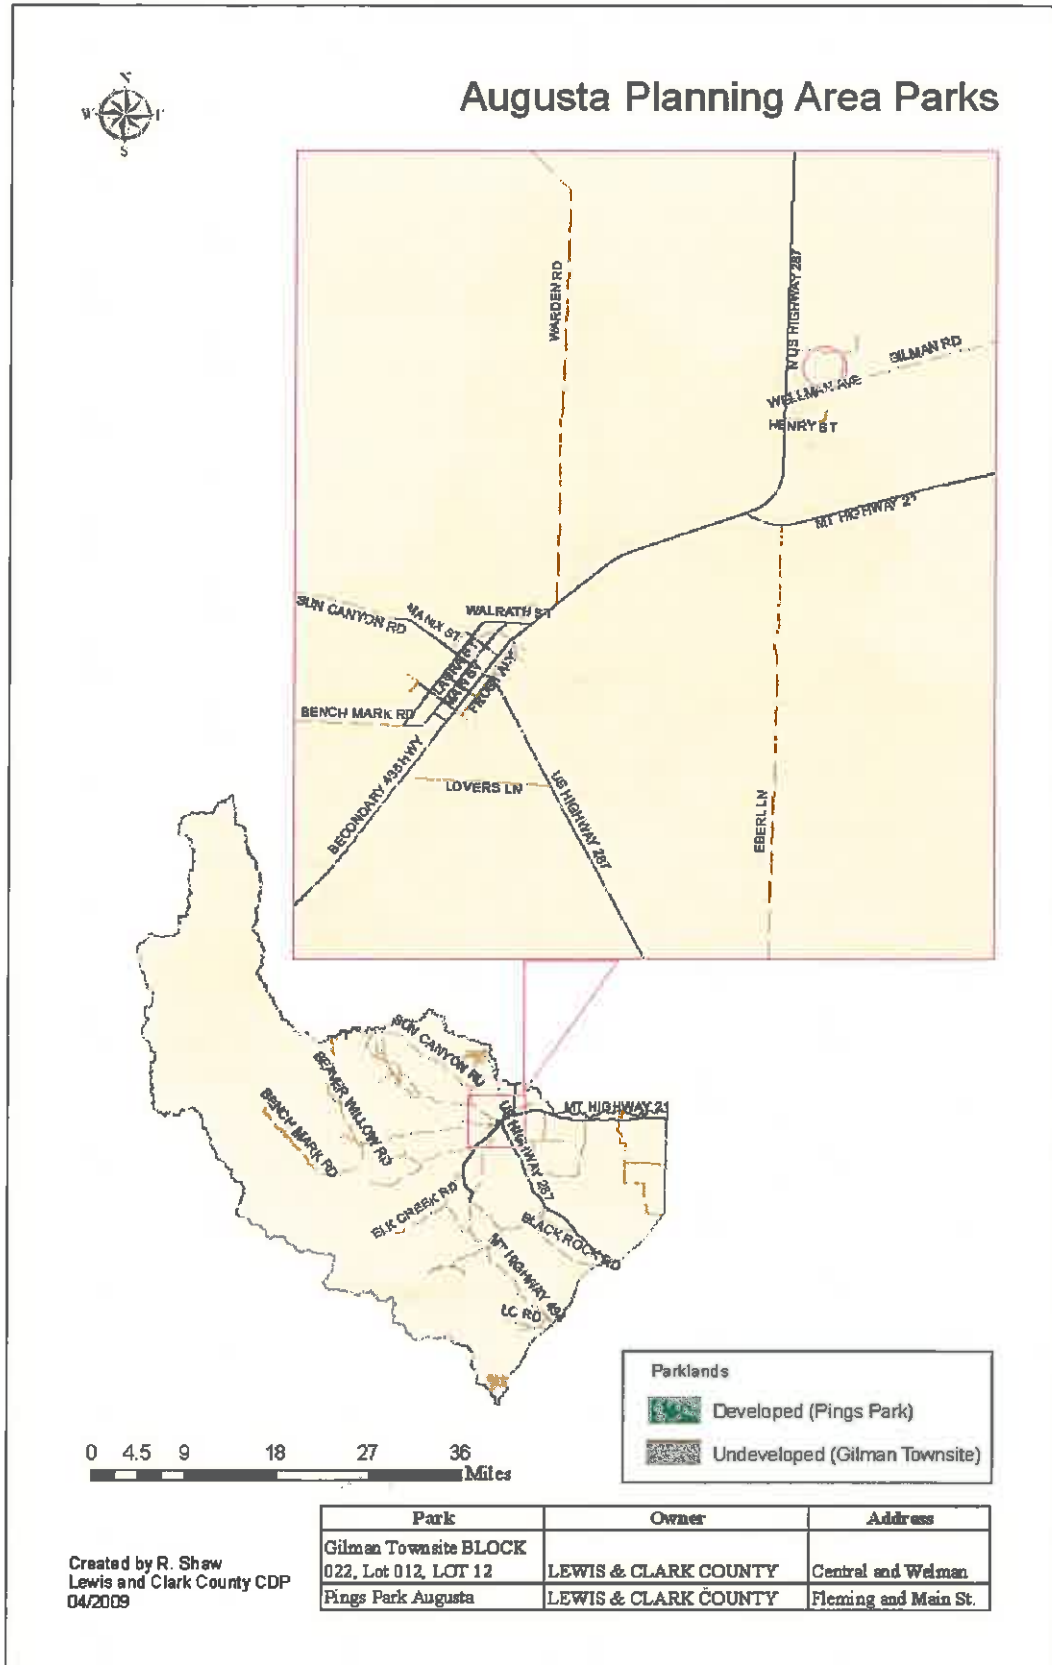 N
W
S
Augusta Planning Area Parks
WARDEN RD
N US HIGHWAY 287
GILMAN RD
WELLMAN AVE
HENRY ST
MT HIGHWAY 21
SUN CANYON RD
MANIX ST
WALRATH ST
MAIN ST
BENCH MARK RD
SECONDARY 435 HWY
LOVERS LN
US HIGHWAY 287
EBERL LN
SUN CANYON RD
BEAVER WILLOW RD
BENCH MARK RD
US HIGHWAY 287
MT HIGHWAY 21
ELK CREEK RD
BLACK ROCK RD
MT HIGHWAY
LC RD
Parklands
Developed (Pings Park)
Undeveloped (Gilman Townsite)
0 4.5 9 18 27 36
Miles
Park Owner Address
Gilman Townsite BLOCK
022, Lot 012, LOT 12 LEWIS & CLARK COUNTY Central and Welman
Pings Park Augusta LEWIS & CLARK COUNTY Fleming and Main St.
Created by R. Shaw
Lewis and Clark County CDP
04/2009